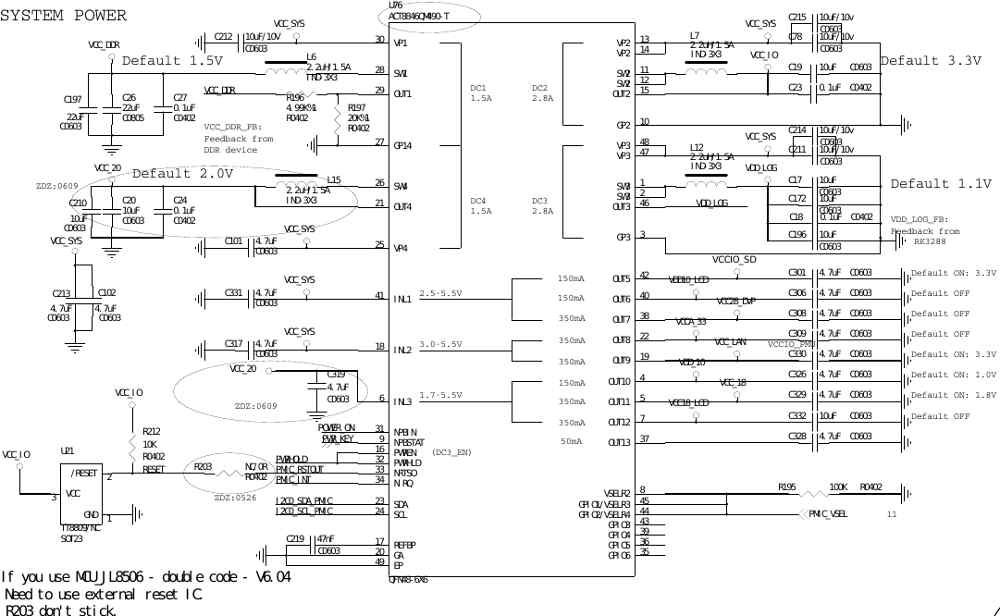 SYSTEM POWER
U76
ACT8846QM490-T
VCC_SYS
C212 10uF/10v
C0603
30 VP1
VCC_DDR
Default 1.5V
L6
2.2uH/1.5A
IND-3X3
28 SW1
VCC_DDR
29 OUT1
C197
22uF
C0603
C26
22uF
C0805
C27
0.1uF
C0402
R196
4.99K%1
R0402
R197
20K%1
R0402
VCC_DDR_FB:
Feedback from
DDR device
27 GP14
DC1
1.5A
DC2
2.8A
VCC_20
Default 2.0V
ZDZ:0609
L15
2.2uH/1.5A
IND-3X3
26 SW4
21 OUT4
C210
10uF
C0603
C20
10uF
C0603
C24
0.1uF
C0402
DC4
1.5A
DC3
2.8A
VCC_SYS
C101 4.7uF
C0603
25 VP4
VCC_SYS
C213
4.7uF
C0603
C102
4.7uF
C0603
VCC_SYS
C331 4.7uF
C0603
41 INL1
2.5-5.5V
VCC_SYS
C317 4.7uF
C0603
18 INL2
3.0-5.5V
VCC_20
C319
4.7uF
C0603
ZDZ:0609
6 INL3
1.7-5.5V
VCC_IO
R212
10K
R0402
VCC_IO
U21
/RESET
VCC
GND
2
3
1
TT8809/NC
SOT23
RESET
R203
NC/0R
R0402
ZDZ:0526
POWER_ON
PWR_KEY
PWRHOLD
PMIC_RSTOUT
PMIC_INT
31 NPBIN
9 NPBSTAT
16 PWREN (DC3_EN)
32 PWRHLD
33 NRTSO
34 NIRQ
I2C0_SDA_PMIC 23 SDA
I2C0_SCL_PMIC 24 SCL
C219 47nF
C0603
17 REFBP
20 GA
49 EP
QFN48-6X6
VCC_SYS
C215 10uF/10v
C78 10uF/10v
C0603
C0603
VP2 13
VP2 14
L7
2.2uH/1.5A
IND-3X3
VCC_IO
Default 3.3V
SW2 11
SW2 12
OUT2 15
C19 10uF C0603
C23 0.1uF C0402
GP2 10
VCC_SYS
C214 10uF/10v
C0603
C211 10uF/10v
C0603
VP3 48
VP3 47
L12
2.2uH/1.5A
IND-3X3
VDD_LOG
Default 1.1V
SW3 1
SW3 2
OUT3 46
VDD_LOG
C17 10uF
C0603
C172 10uF
C0603
C18 0.1uF C0402
C196 10uF
C0603
VDD_LOG_FB:
Feedback from
RK3288
GP3 3
VCCIO_SD
150mA OUT5 42 C301 4.7uF C0603 Default ON: 3.3V
VDD10_LCD
150mA OUT6 40 C306 4.7uF C0603 Default OFF
VCC28_DVP
350mA OUT7 38 C308 4.7uF C0603 Default OFF
VCCA_33
350mA OUT8 22 C309 4.7uF C0603 Default OFF
VCC_LAN
VCCIO_PMU
350mA OUT9 19 C330 4.7uF C0603 Default ON: 3.3V
VDD_10
150mA OUT10 4 C326 4.7uF C0603 Default ON: 1.0V
VCC_18
350mA OUT11 5 C329 4.7uF C0603 Default ON: 1.8V
VCC18_LCD
350mA OUT12 7 C332 10uF C0603 Default OFF
50mA OUT13 37 C328 4.7uF C0603
VSELR2 8
GPIO1/VSELR3 45
GPIO2/VSELR4 44
GPIO3 43
GPIO4 39
GPIO5 36
GPIO6 35
R195 100K R0402
PMIC_VSEL 11
If you use MCU_JL8506 - double code - V6.04
Need to use external reset IC.
R203 don't stick.